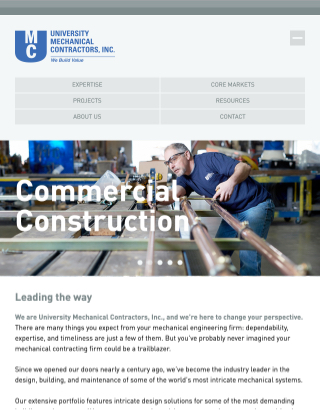 MC
UNIVERSITY
MECHANICAL
CONTRACTORS, INC.
We Build Value
EXPERTISE
CORE MARKETS
PROJECTS
RESOURCES
ABOUT US
CONTACT
Commercial
Construction
Leading the way
We are University Mechanical Contractors, Inc., and we're here to change your perspective.
There are many things you expect from your mechanical engineering firm: dependability,
expertise, and timeliness are just a few of them. But you've probably never imagined your
mechanical contracting firm could be a trailblazer.
Since we opened our doors nearly a century ago, we've become the industry leader in the
design, building, and maintenance of some of the world's most intricate mechanical systems.
Our extensive portfolio features intricate design solutions for some of the most demanding